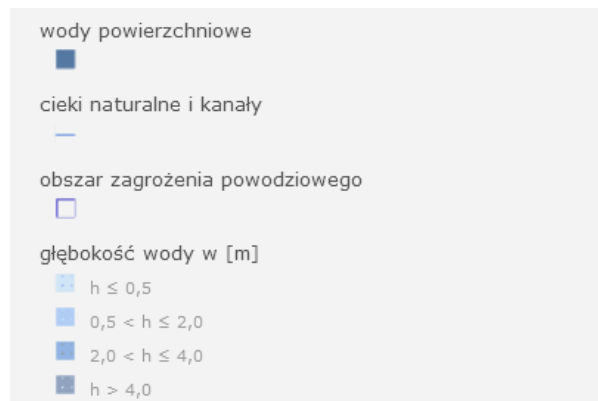 wody powierzchniowe
cieki naturalne i kanały
obszar zagrożenia powodziowego
głębokość wody w [m]
h ≤ 0,5
0,5 < h ≤ 2,0
2,0 < h ≤ 4,0
h > 4,0